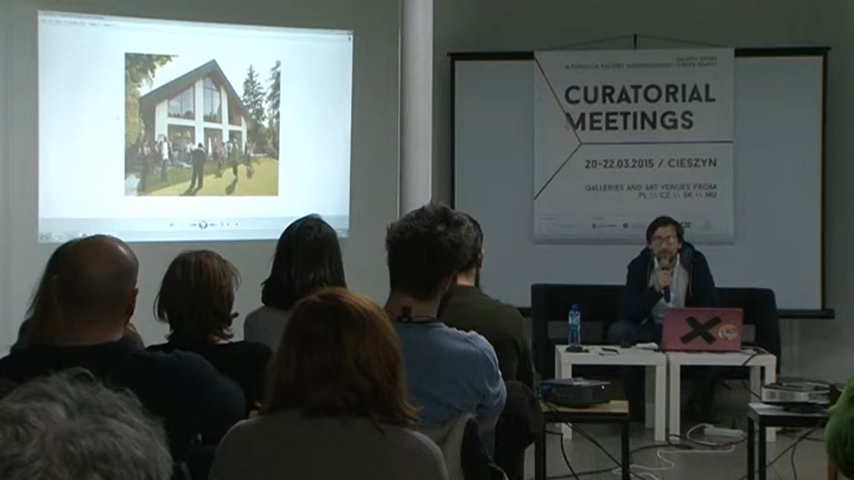 CURATORIAL
MEETINGS
20-22.03.2015 / CIESZYN
GALLERIES AND ART VENUES FROM
PL \\ CZ \\ SK \\ HU